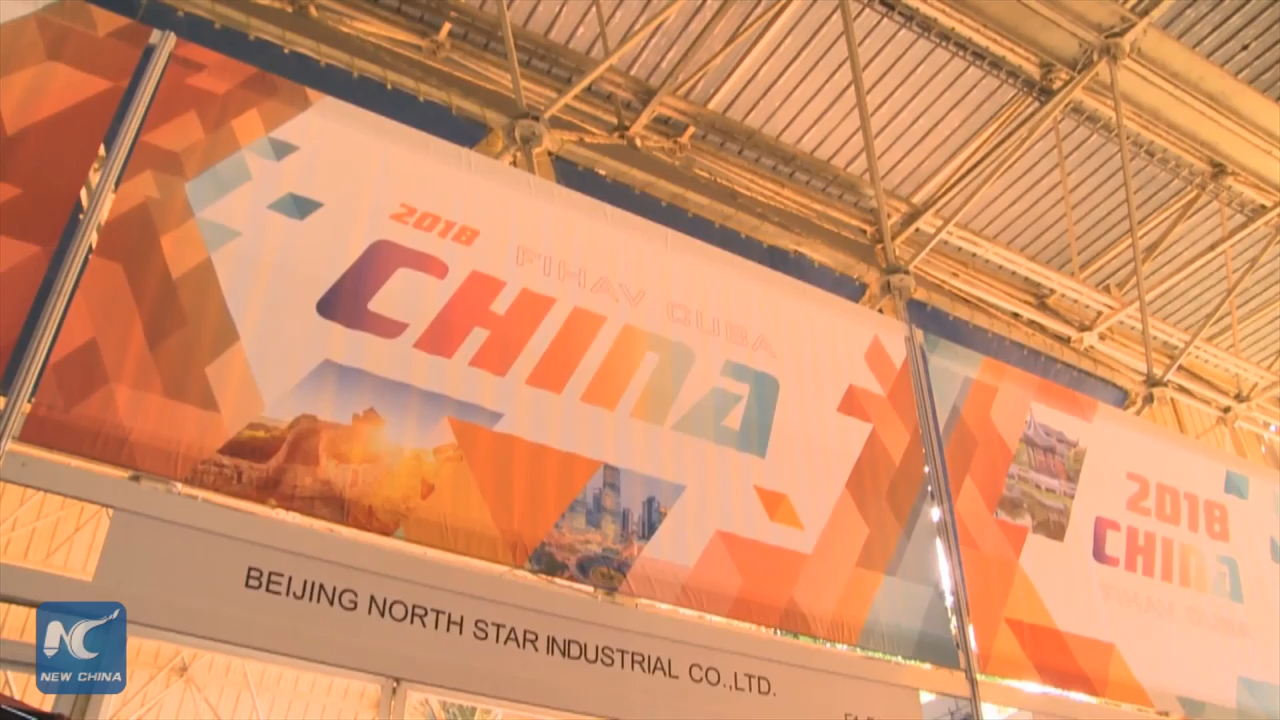 2018
FIHAV CUBA
CHINA
2018
CHINA
FIHAV CUBA
BEIJING NORTH STAR INDUSTRIAL CO.,LTD.
NC
NEW CHINA